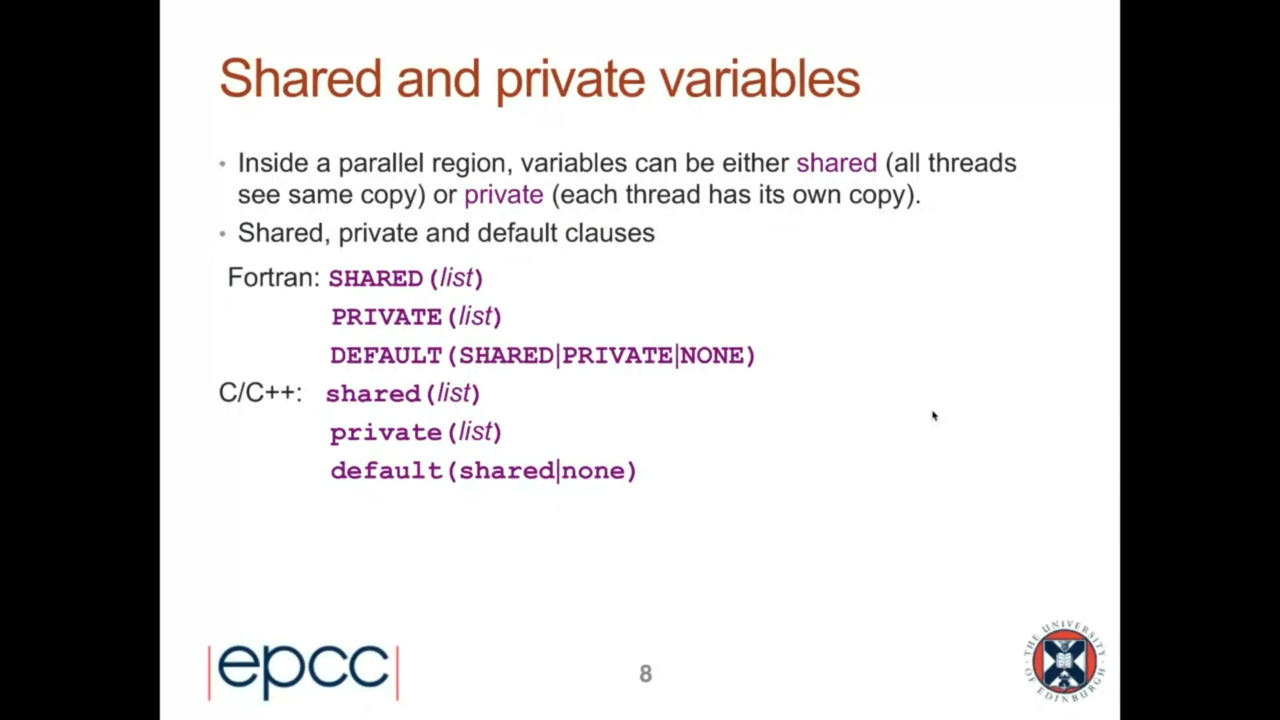 Shared and private variables
• Inside a parallel region, variables can be either shared (all threads
see same copy) or private (each thread has its own copy).
• Shared, private and default clauses
Fortran: SHARED(list)
PRIVATE(list)
DEFAULT(SHARED|PRIVATE|NONE)
C/C++: shared(list)
private(list)
default(shared|none)
|epcc|
8
THE UNIVERSITY OF EDINBURGH